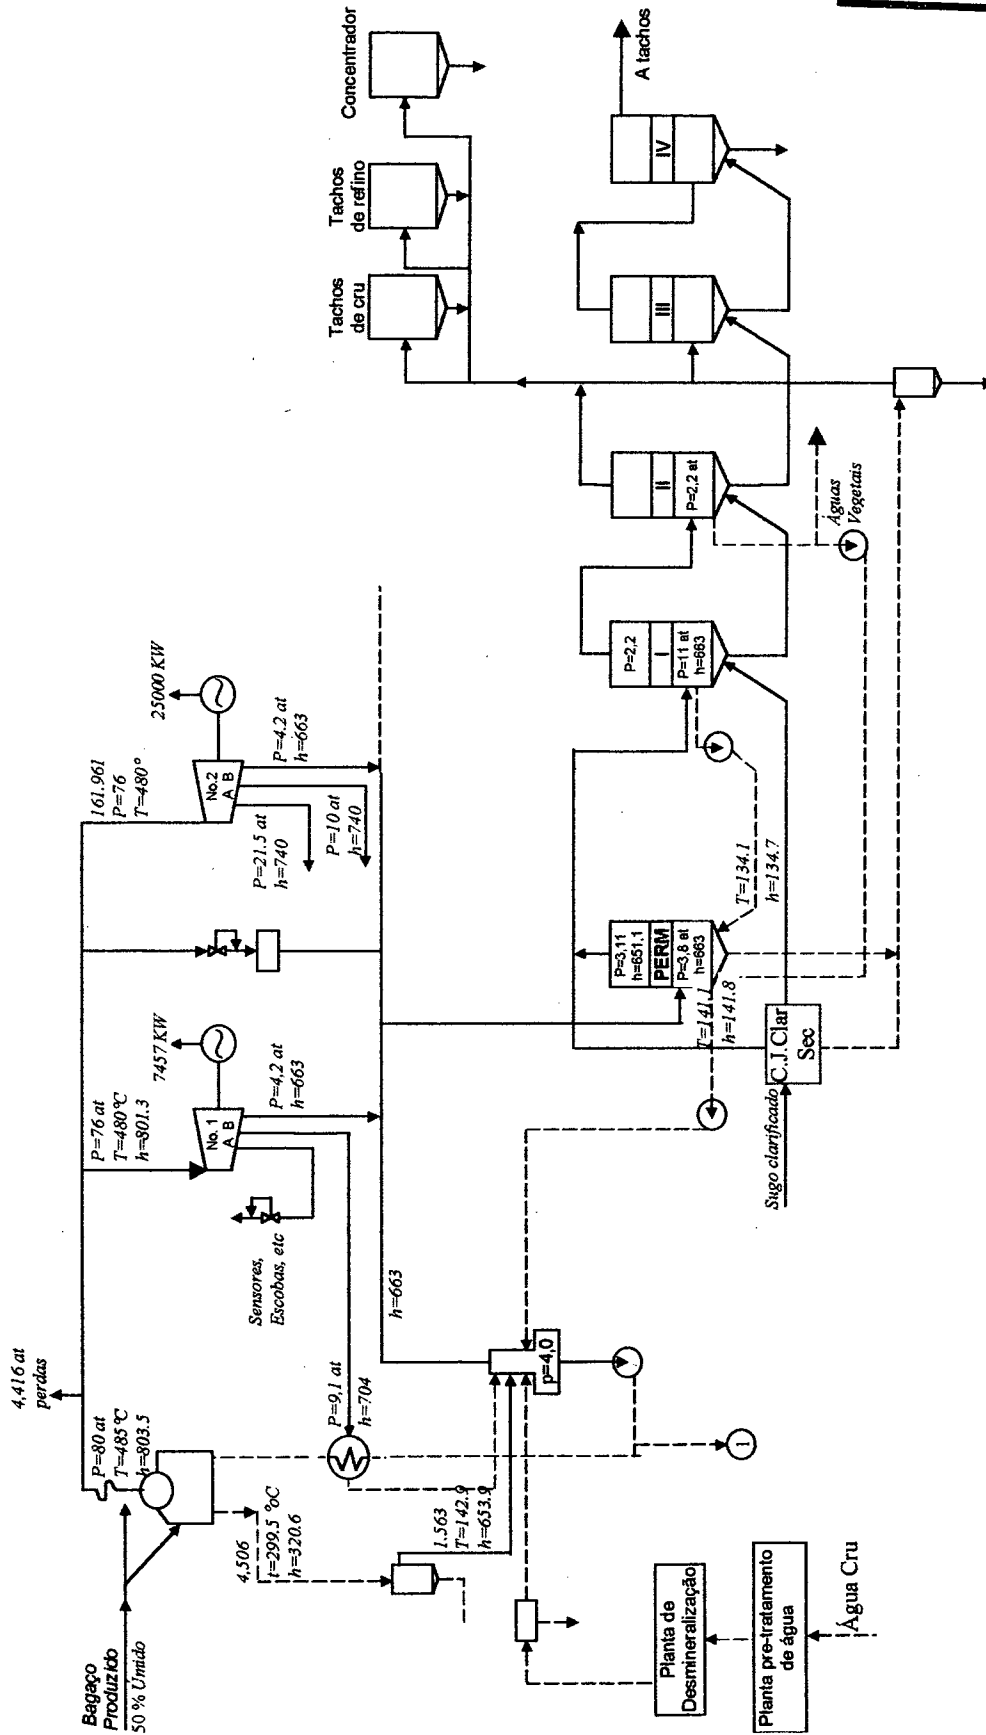 Bagaço
Produzido
50 % Umido
4,416 at
perdas
P=80 at
T=485°C
h=803.5
4,506
t=299.5 °oC
h=320.6
P=76 at
T=480°C
h=801.3
7457 KW
No. 1
A B
P=4,2 at
h=663
Sensores,
Escobas, etc
P=9,1 at
h=704
h=663
161.961
P=76
T=480°
25000 KW
No.2
A B
P=4.2 at
h=663
P=21.5 at
h=740
P=10 at
h=740
1.563
T=142.9
h=653.9
p=4,0
1
Planta de
Desmineralização
Planta pre-tratamento
de água
Água Cru
Tachos
de cru
Tachos
de refino
Concentrador
P=3,11
h=651,1
PERM
P=3,8 at
h=663
T=141.1
h=141.8
T=134.1
h=134.7
P=2,2
I
P=11 at
h=663
II
P=2,2 at
III
IV
A tachos
Águas
Vegetais
Sugo clarificado
C.J.Clar
Sec